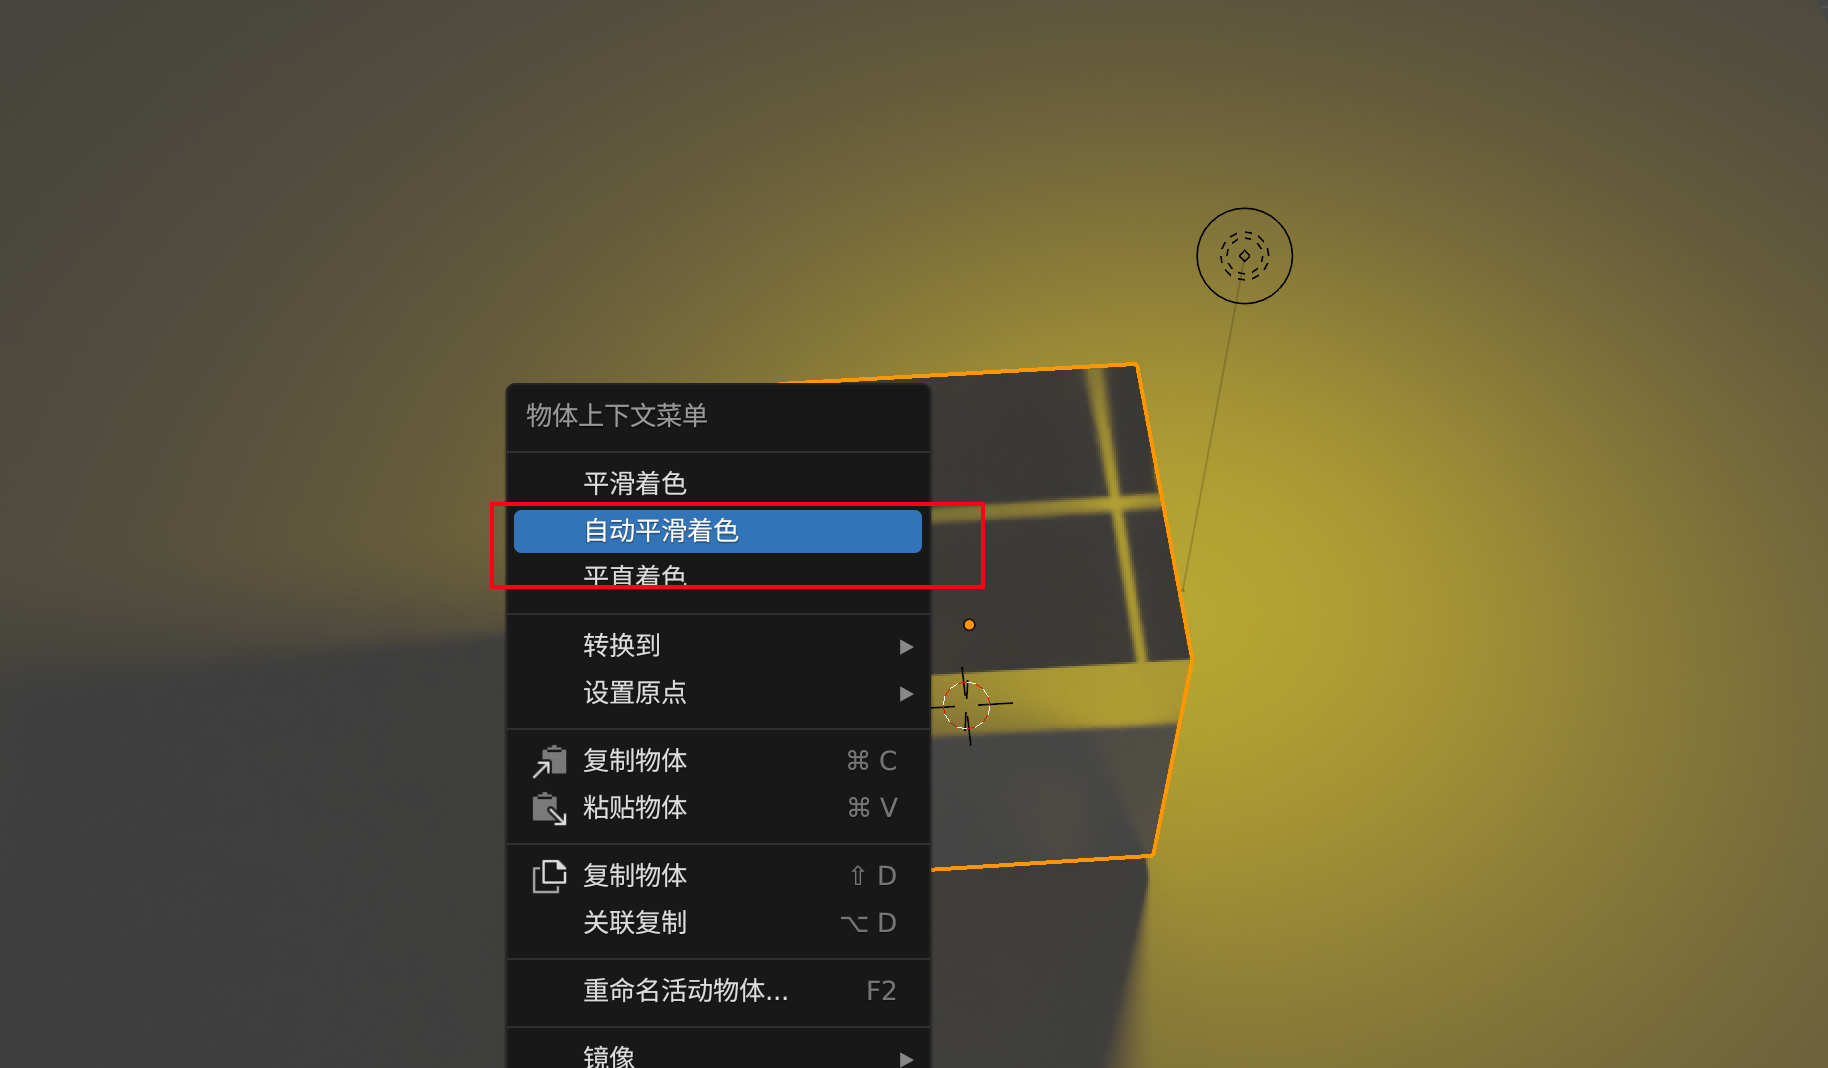 物体上下文菜单
平滑着色
自动平滑着色
平直着色
转换到
设置原点
复制物体 ⌘ C
粘贴物体 ⌘ V
复制物体 ⇧ D
关联复制 ⌥ D
重命名活动物体... F2
镜像